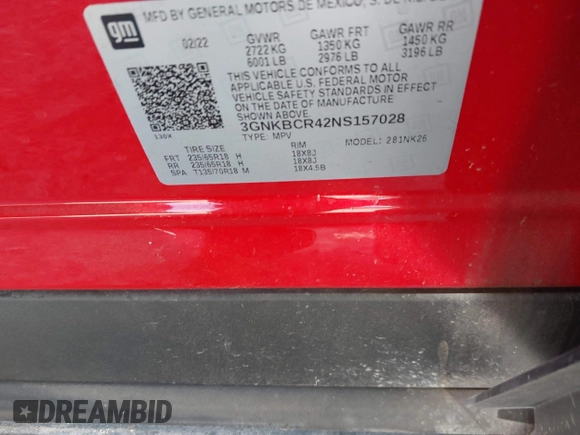 MFD BY GENERAL MOTORS DE MEXICO, S. DE R.L.
gm
02/22 GVWR GAWR FRT GAWR RR
2722 KG 1350 KG 1450 KG
6001 LB 2976 LB 3196 LB
THIS VEHICLE CONFORMS TO ALL
APPLICABLE U.S. FEDERAL MOTOR
VEHICLE SAFETY STANDARDS IN EFFECT
ON THE DATE OF MANUFACTURE
SHOWN ABOVE
3GNKBCR42NS157028
TYPE: MPV MODEL: 281NK26
TIRE SIZE RIM
FRT 235/65R18 H 18X8J
RR 235/65R18 H 18X8J
SPA T135/70R18 M 18X4.5B
DREAMBID